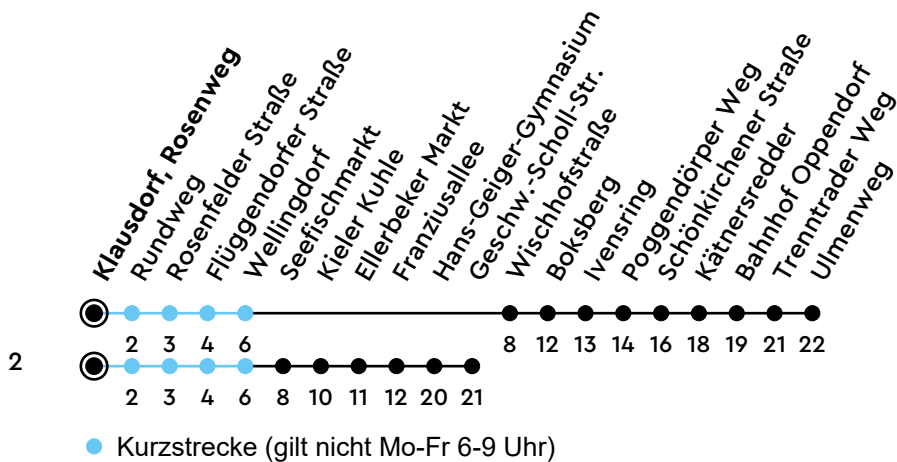 Klausdorf, Rosenweg
Rundweg
Rosenfelder Straße
Flüggendorfer Straße
Wellingdorf
Seefischmarkt
Kieler Kuhle
Ellerbeker Markt
Franziusallee
Hans-Geiger-Gymnasium
Geschw.-Scholl-Str.
Wischhofstraße
Boksberg
Ivensring
Poggendörper Weg
Schönkirchener Straße
Kätnersredder
Bahnhof Oppendorf
Trenntrader Weg
Ulmenweg
2 3 4 6 8 12 13 14 16 18 19 21 22
2
2 3 4 6 8 10 11 12 20 21
Kurzstrecke (gilt nicht Mo-Fr 6-9 Uhr)